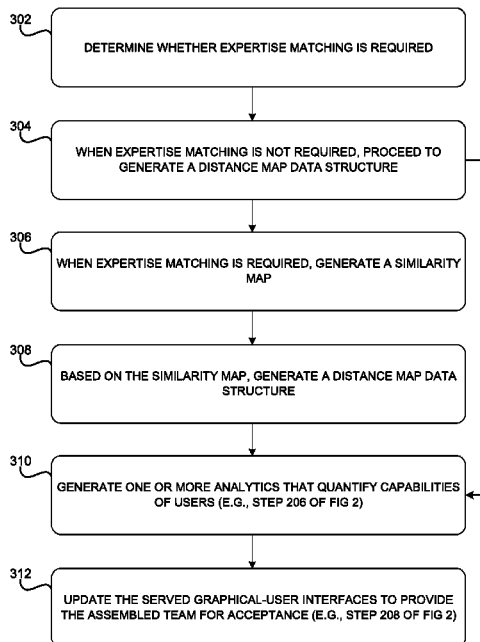 302
DETERMINE WHETHER EXPERTISE MATCHING IS REQUIRED
304
WHEN EXPERTISE MATCHING IS NOT REQUIRED, PROCEED TO
GENERATE A DISTANCE MAP DATA STRUCTURE
306
WHEN EXPERTISE MATCHING IS REQUIRED, GENERATE A SIMILARITY
MAP
308
BASED ON THE SIMILARITY MAP, GENERATE A DISTANCE MAP DATA
STRUCTURE
310
GENERATE ONE OR MORE ANALYTICS THAT QUANTIFY CAPABILITIES
OF USERS (E.G., STEP 206 OF FIG 2)
312
UPDATE THE SERVED GRAPHICAL-USER INTERFACES TO PROVIDE
THE ASSEMBLED TEAM FOR ACCEPTANCE (E.G., STEP 208 OF FIG 2)